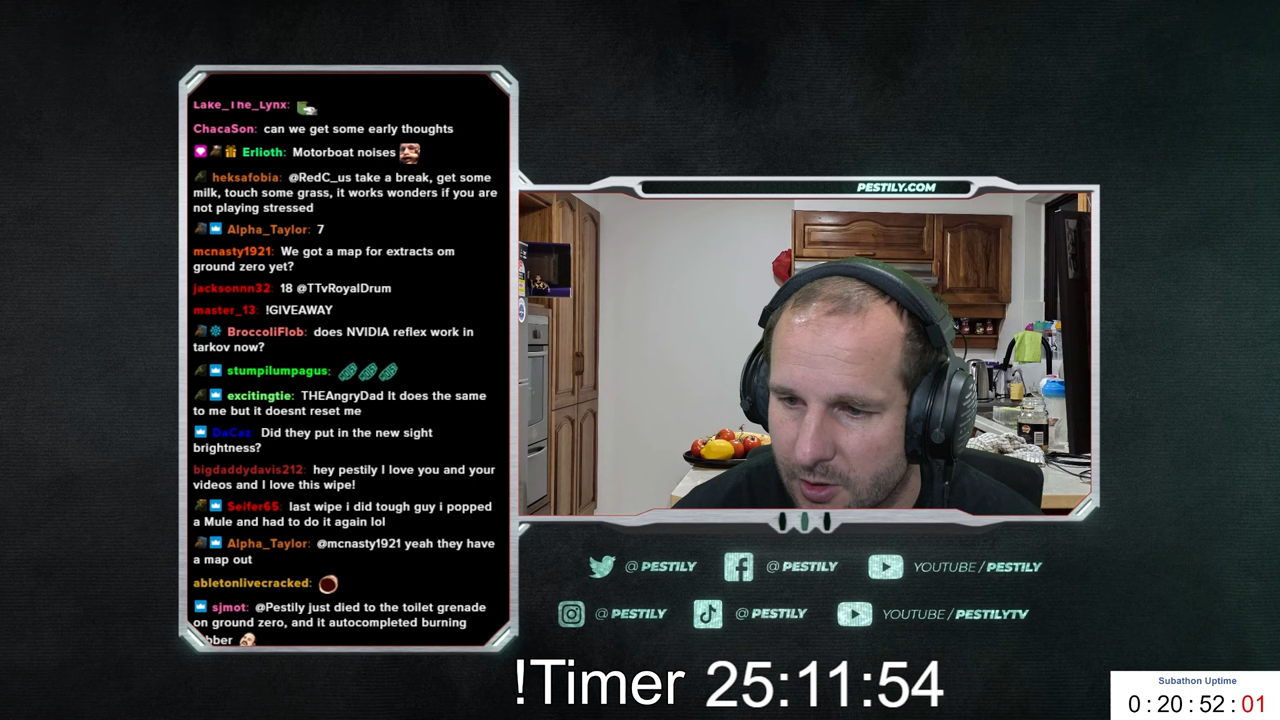 Lake_The_Lynx:
ChacaSon: can we get some early thoughts
Erlioth: Motorboat noises
heksafobia: @RedC_us take a break, get some
milk, touch some grass, it works wonders if you are
not playing stressed
Alpha_Taylor: 7
mcnasty1921: We got a map for extracts om
ground zero yet?
jacksonnn32: 18 @TTvRoyalDrum
master_13: !GIVEAWAY
BroccoliFlob: does NVIDIA reflex work in
tarkov now?
stumpilumpagus:
excitingtie: THEAngryDad It does the same
to me but it doesnt reset me
DaCaz: Did they put in the new sight
brightness?
bigdaddydavis212: hey pestily I love you and your
videos and I love this wipe!
Seifer65: last wipe i did tough guy i popped
a Mule and had to do it again lol
Alpha_Taylor: @mcnasty1921 yeah they have
a map out
abletonlivecracked:
sjmot: @Pestily just died to the toilet grenade
on ground zero, and it autocompleted burning
PESTILY.COM
@PESTILY
@PESTILY
YOUTUBE/PESTILY
@PESTILY
@PESTILY
YOUTUBE/PESTILYTV
!Timer 25:11:54
Subathon Uptime
0:20:52:01